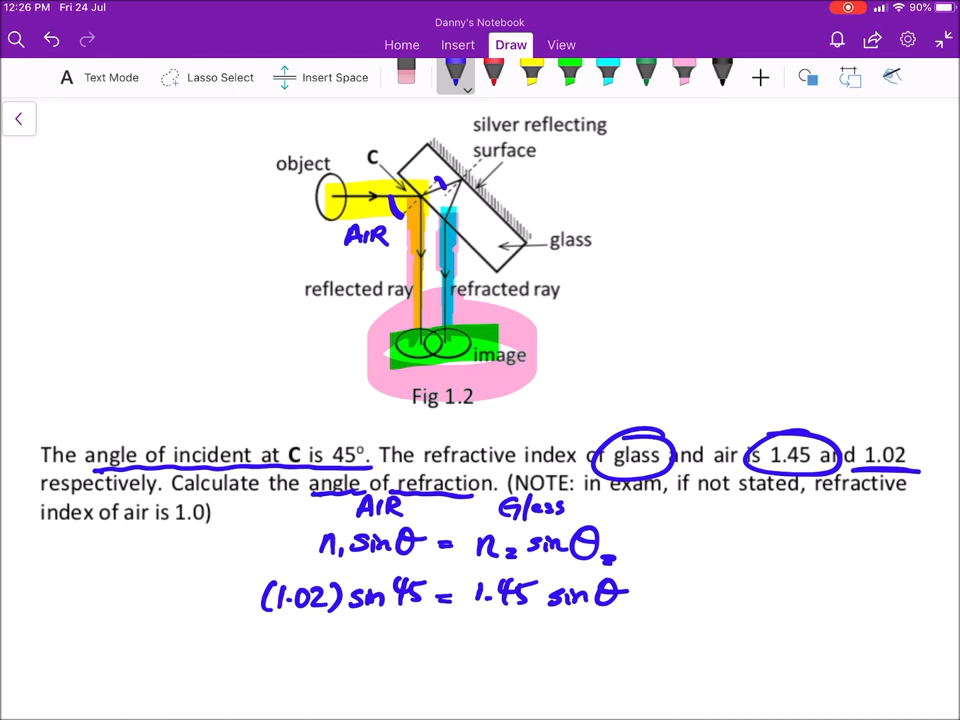 12:26 PM Fri 24 Jul
90%
Danny's Notebook
Home Insert Draw View
A Text Mode Lasso Select Insert Space
silver reflecting
surface
object
C
AIR
glass
reflected ray
refracted ray
image
Fig 1.2
The angle of incident at C is 45°. The refractive index of glass and air is 1.45 and 1.02
respectively. Calculate the angle of refraction. (NOTE: in exam, if not stated, refractive
index of air is 1.0)
AIR Glass
n₁ sinθ = n₂ sinθ₂
(1.02) sin 45 = 1.45 sin θ